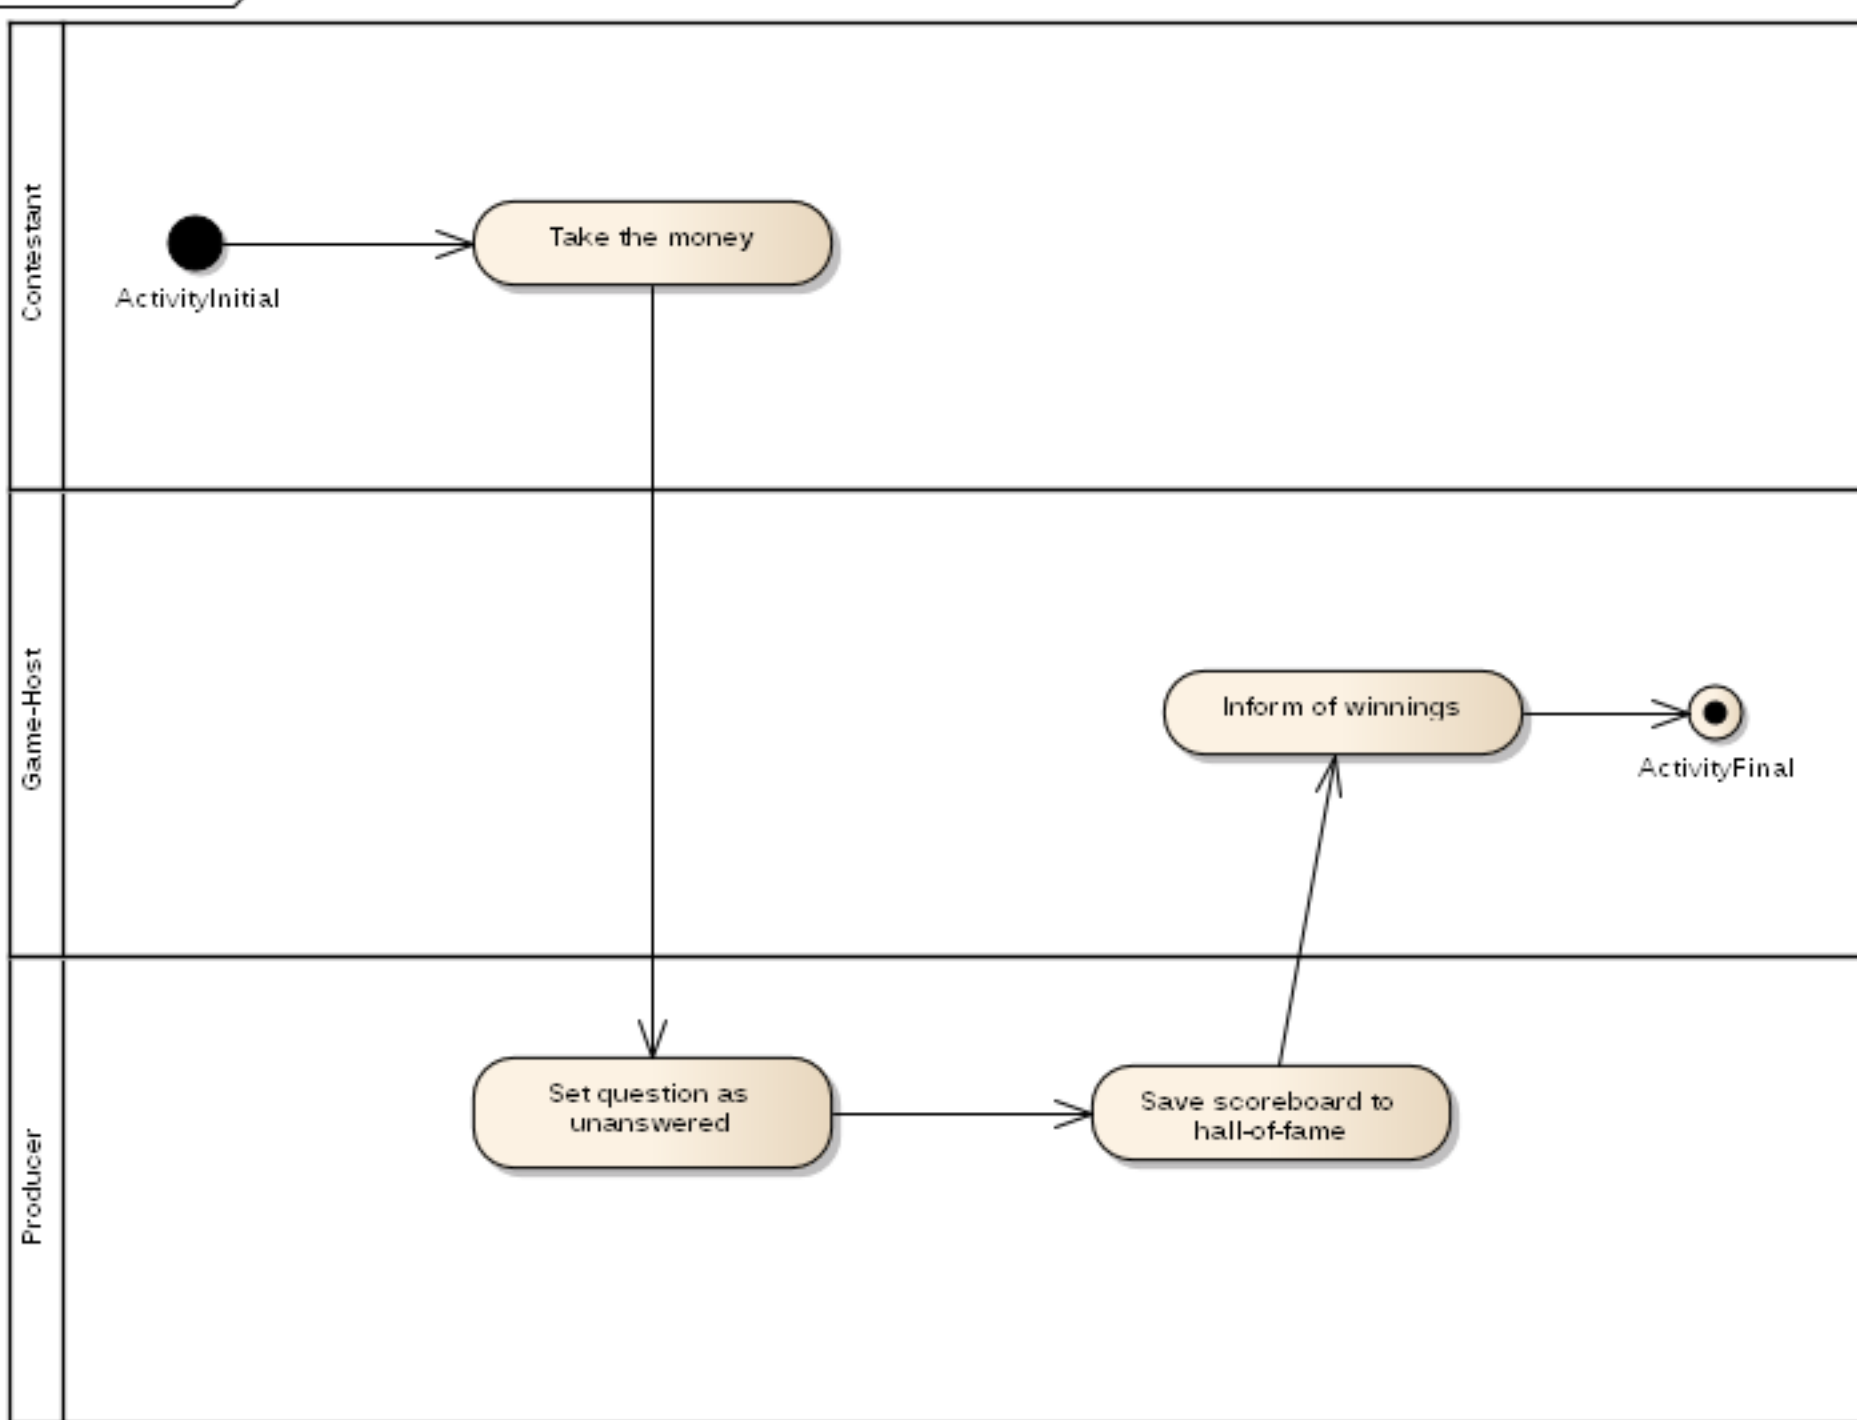 Contestant
Take the money
ActivityInitial
Game-Host
Inform of winnings
ActivityFinal
Producer
Set question as
unanswered
Save scoreboard to
hall-of-fame